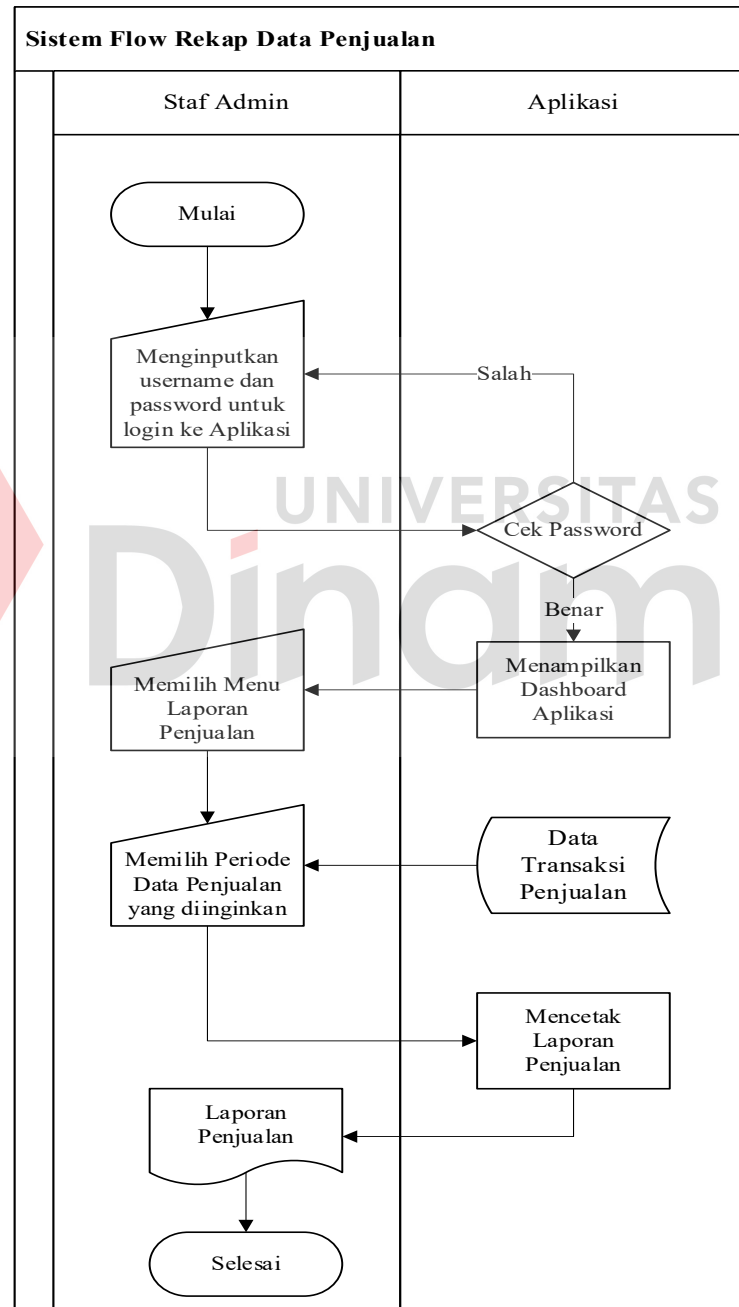 Sistem Flow Rekap Data Penjualan
Staf Admin
Aplikasi
Mulai
Menginputkan
username dan
password untuk
login ke Aplikasi
Salah
UNIVERSITAS
Dinam
Cek Password
Benar
Menampilkan
Dashboard
Aplikasi
Memilih Menu
Laporan
Penjualan
Memilih Periode
Data Penjualan
yang diinginkan
Data
Transaksi
Penjualan
Mencetak
Laporan
Penjualan
Laporan
Penjualan
Selesai